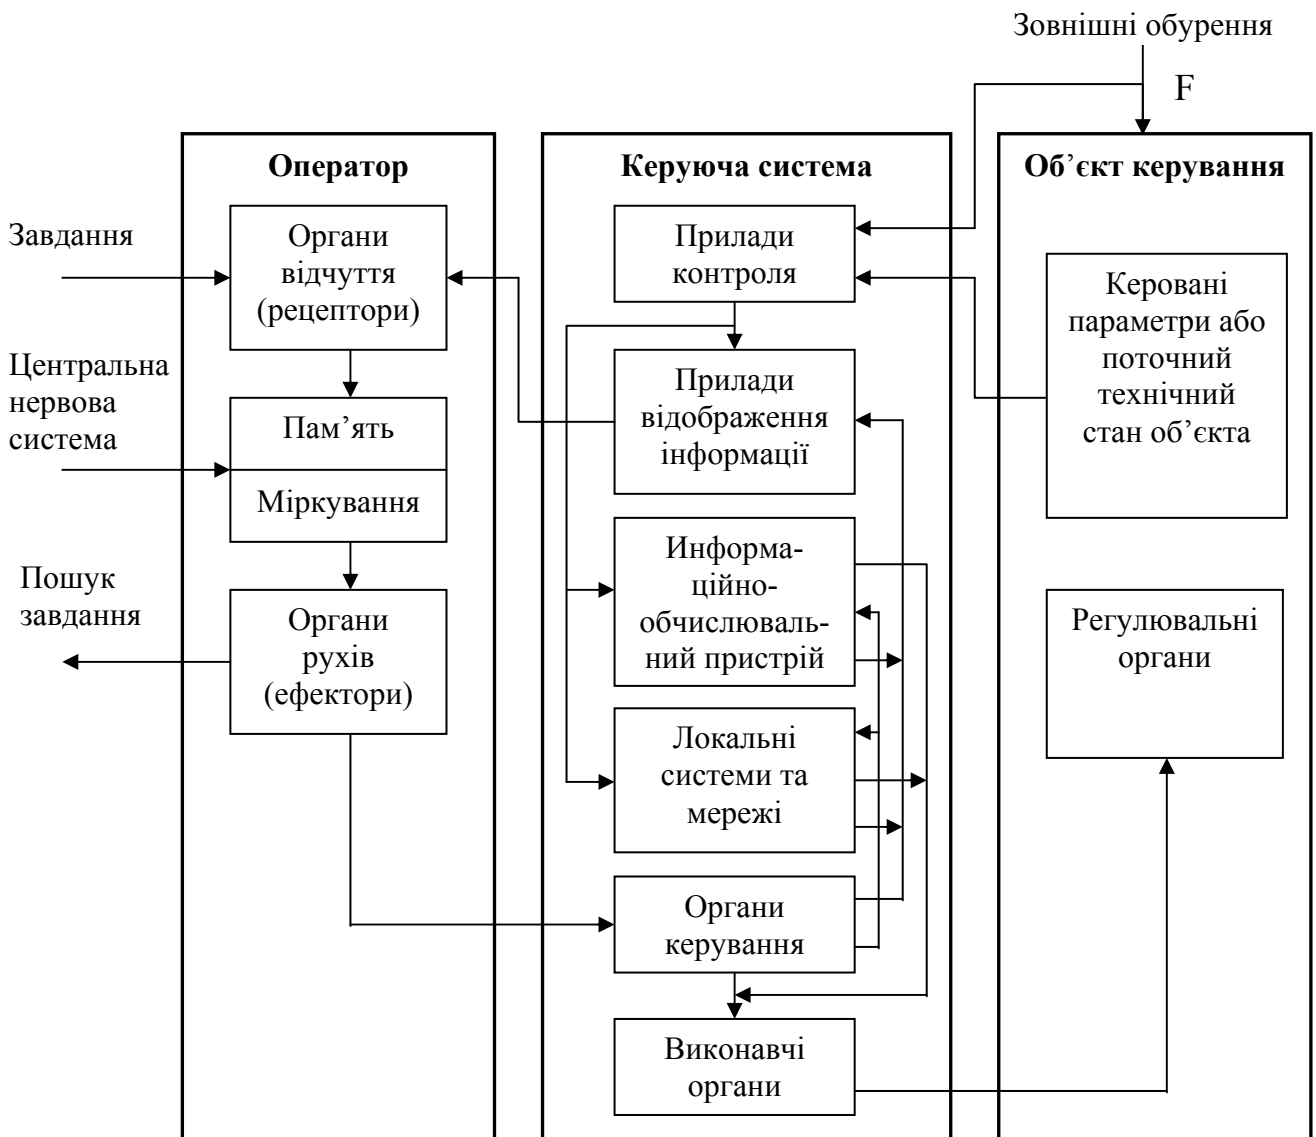 Зовнішні обурення
F
Оператор
Керуюча система
Об’єкт керування
Завдання
Органи
відчуття
(рецептори)
Центральна
нервова
система
Пам’ять
Міркування
Пошук
завдання
Органи
рухів
(ефектори)
Прилади
контроля
Прилади
відображення
інформації
Информа-
ційно-
обчислюваль-
ний пристрій
Локальні
системи та
мережі
Органи
керування
Виконавчі
органи
Керовані
параметри або
поточний
технічний
стан об’єкта
Регулювальні
органи